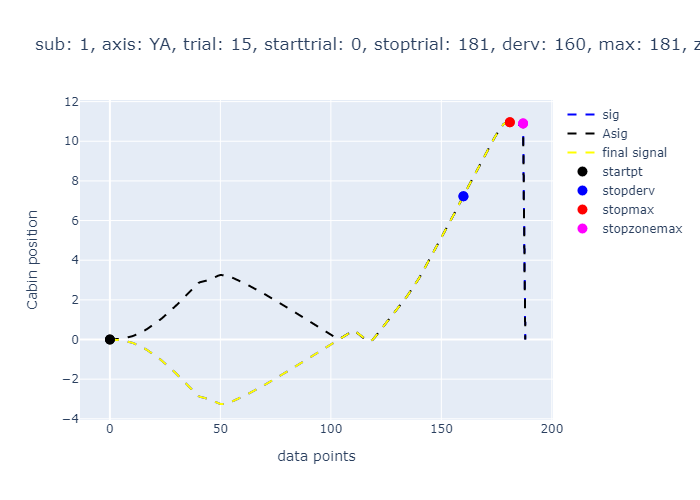 sub: 1, axis: YA, trial: 15, starttrial: 0, stoptrial: 181, derv: 160, max: 181, z
12
10
8
6
4
2
0
−2
−4
0
50
100
150
200
Cabin position
data points
sig
Asig
final signal
startpt
stopderv
stopmax
stopzonemax